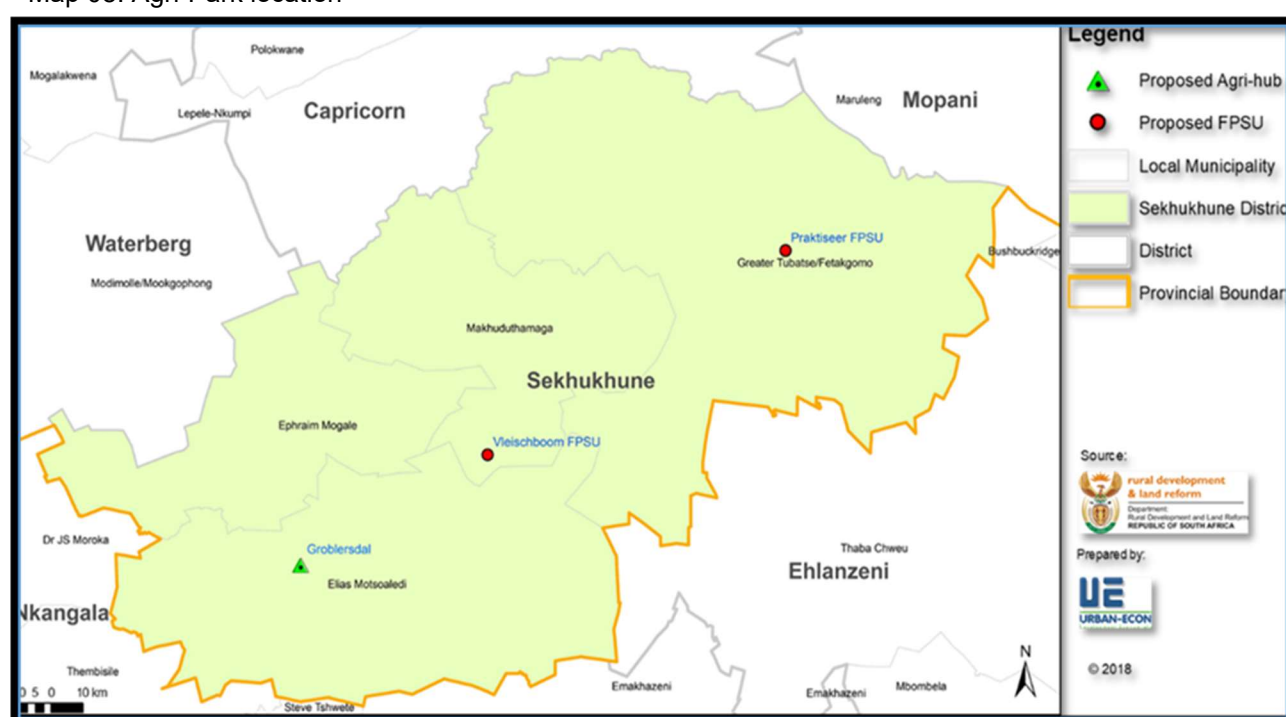 Map 08: Agri-Park location
Legend
Proposed Agri-hub
Proposed FPSU
Local Municipality
Sekhukhune Distric
District
Provincial Boundar
Polokwane
Mogalakwena
Lepele-Nkumpi
Capricorn
Maruleng
Mopani
Waterberg
Modimolle/Mookgophong
Praktiseer FPSU
Greater Tubatse/Fetakgomo
Bushbuckridge
Makhuduthamaga
Sekhukhune
Ephraim Mogale
Vleischboom FPSU
Dr JS Moroka
Groblersdal
Elias Motsoaledi
Thaba Chweu
Ehlanzeni
Nkangala
Thembisile
Steve Tshwete
Emakhazeni
Emakhazeni
Mbombela
N
5 0 10 km
Source:
rural development
& land reform
Department:
Rural Development and Land Reform
REPUBLIC OF SOUTH AFRICA
Prepared by:
UE
URBAN-ECON
© 2018